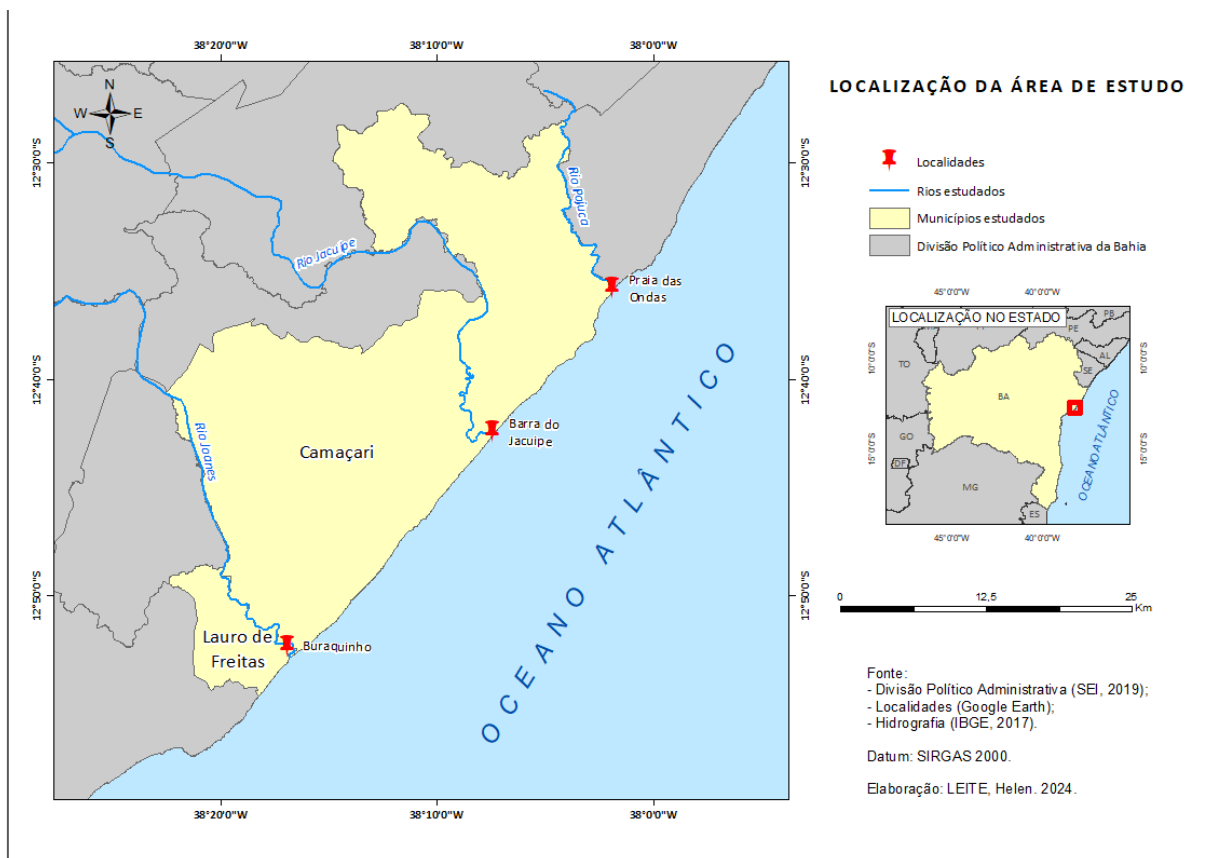 38°20'0"W
38°10'0"W
38°0'0"W
N
W
E
S
12°30'0"S
12°40'0"S
12°50'0"S
Rio Pojuca
Rio Jacuípe
Rio Joanes
Praia das
Ondas
Barra do
Jacuipe
Camaçari
Lauro de
Freitas
Buraquinho
OCEANO ATLÂNTICO
12°30'0"S
12°40'0"S
12°50'0"S
38°20'0"W
38°10'0"W
38°0'0"W
LOCALIZAÇÃO DA ÁREA DE ESTUDO
Localidades
Rios estudados
Municípios estudados
Divisão Político Administrativa da Bahia
45°0'0"W
40°0'0"W
LOCALIZAÇÃO NO ESTADO
PB
PE
AL
SE
TO
BA
GO
DF
MG
ES
OCEANO ATLÂNTICO
10°0'0"S
15°0'0"S
10°0'0"S
15°0'0"S
45°0'0"W
40°0'0"W
0
12,5
25
Km
Fonte:
- Divisão Político Administrativa (SEI, 2019);
- Localidades (Google Earth);
- Hidrografia (IBGE, 2017).
Datum: SIRGAS 2000.
Elaboração: LEITE, Helen. 2024.